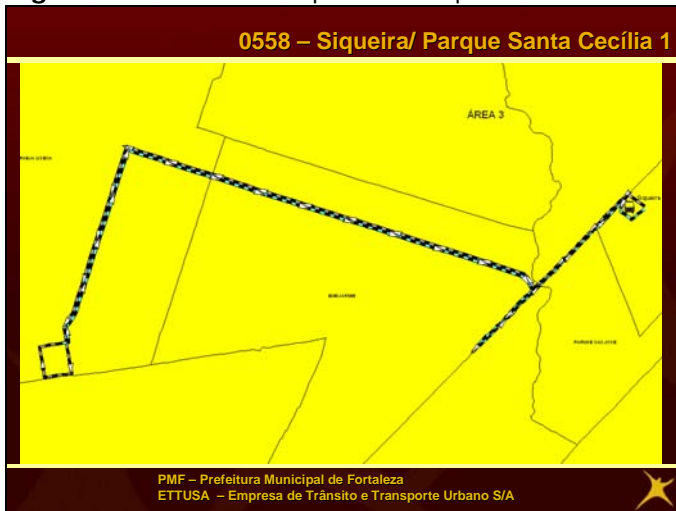 0558 – Siqueira/ Parque Santa Cecília 1
ÁREA 3
Siqueira
PMF – Prefeitura Municipal de Fortaleza
ETTUSA – Empresa de Trânsito e Transporte Urbano S/A